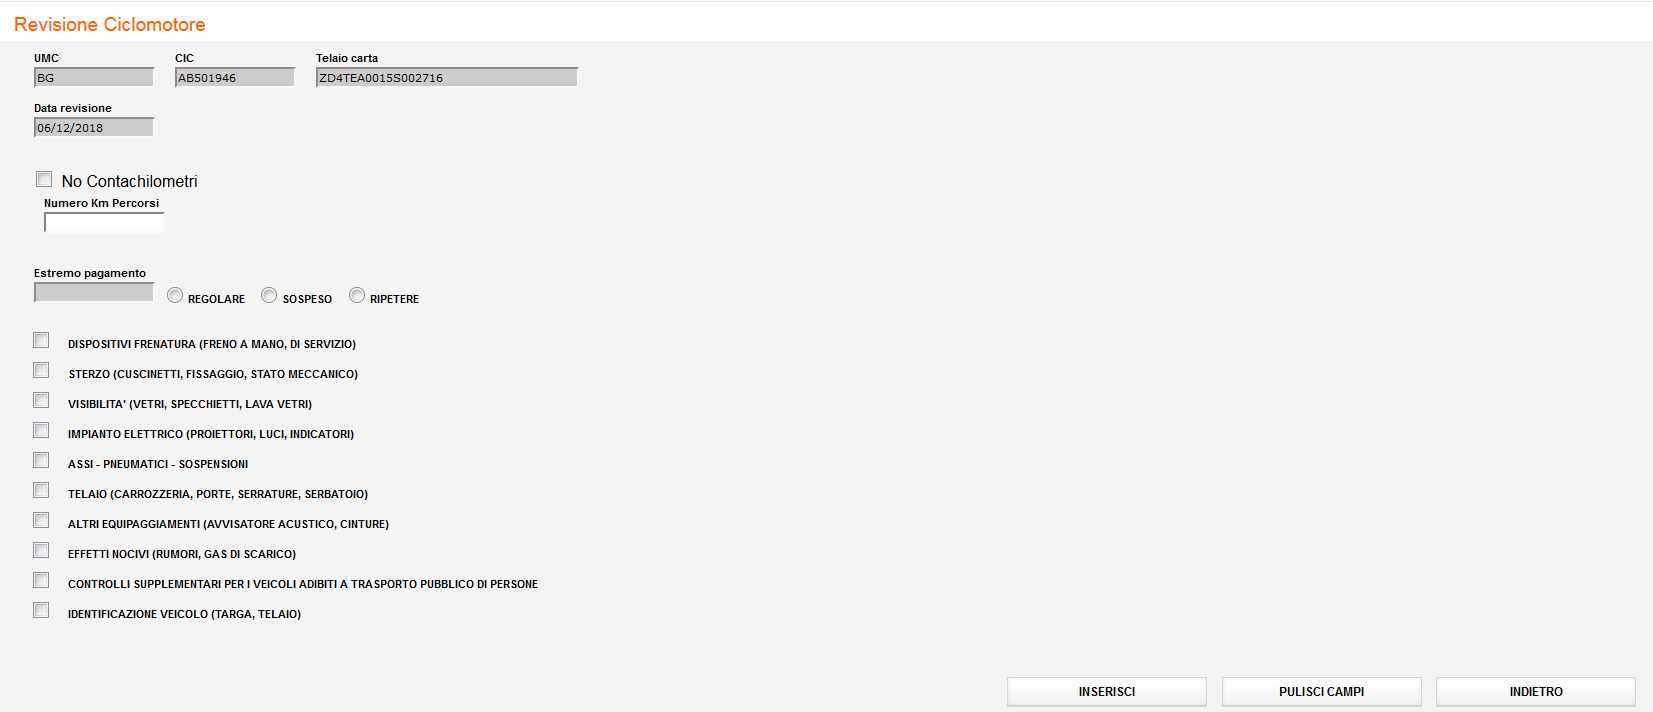 Revisione Ciclomotore
UMC CIC Telaio carta
BG AB501946 ZD4TEA0015S002716
Data revisione
06/12/2018
No Contachilometri
Numero Km Percorsi
Estremo pagamento
REGOLARE SOSPESO RIPETERE
DISPOSITIVI FRENATURA (FRENO A MANO, DI SERVIZIO)
STERZO (CUSCINETTI, FISSAGGIO, STATO MECCANICO)
VISIBILITA' (VETRI, SPECCHIETTI, LAVA VETRI)
IMPIANTO ELETTRICO (PROIETTORI, LUCI, INDICATORI)
ASSI - PNEUMATICI - SOSPENSIONI
TELAIO (CARROZZERIA, PORTE, SERRATURE, SERBATOIO)
ALTRI EQUIPAGGIAMENTI (AVVISATORE ACUSTICO, CINTURE)
EFFETTI NOCIVI (RUMORI, GAS DI SCARICO)
CONTROLLI SUPPLEMENTARI PER I VEICOLI ADIBITI A TRASPORTO PUBBLICO DI PERSONE
IDENTIFICAZIONE VEICOLO (TARGA, TELAIO)
INSERISCI PULISCI CAMPI INDIETRO